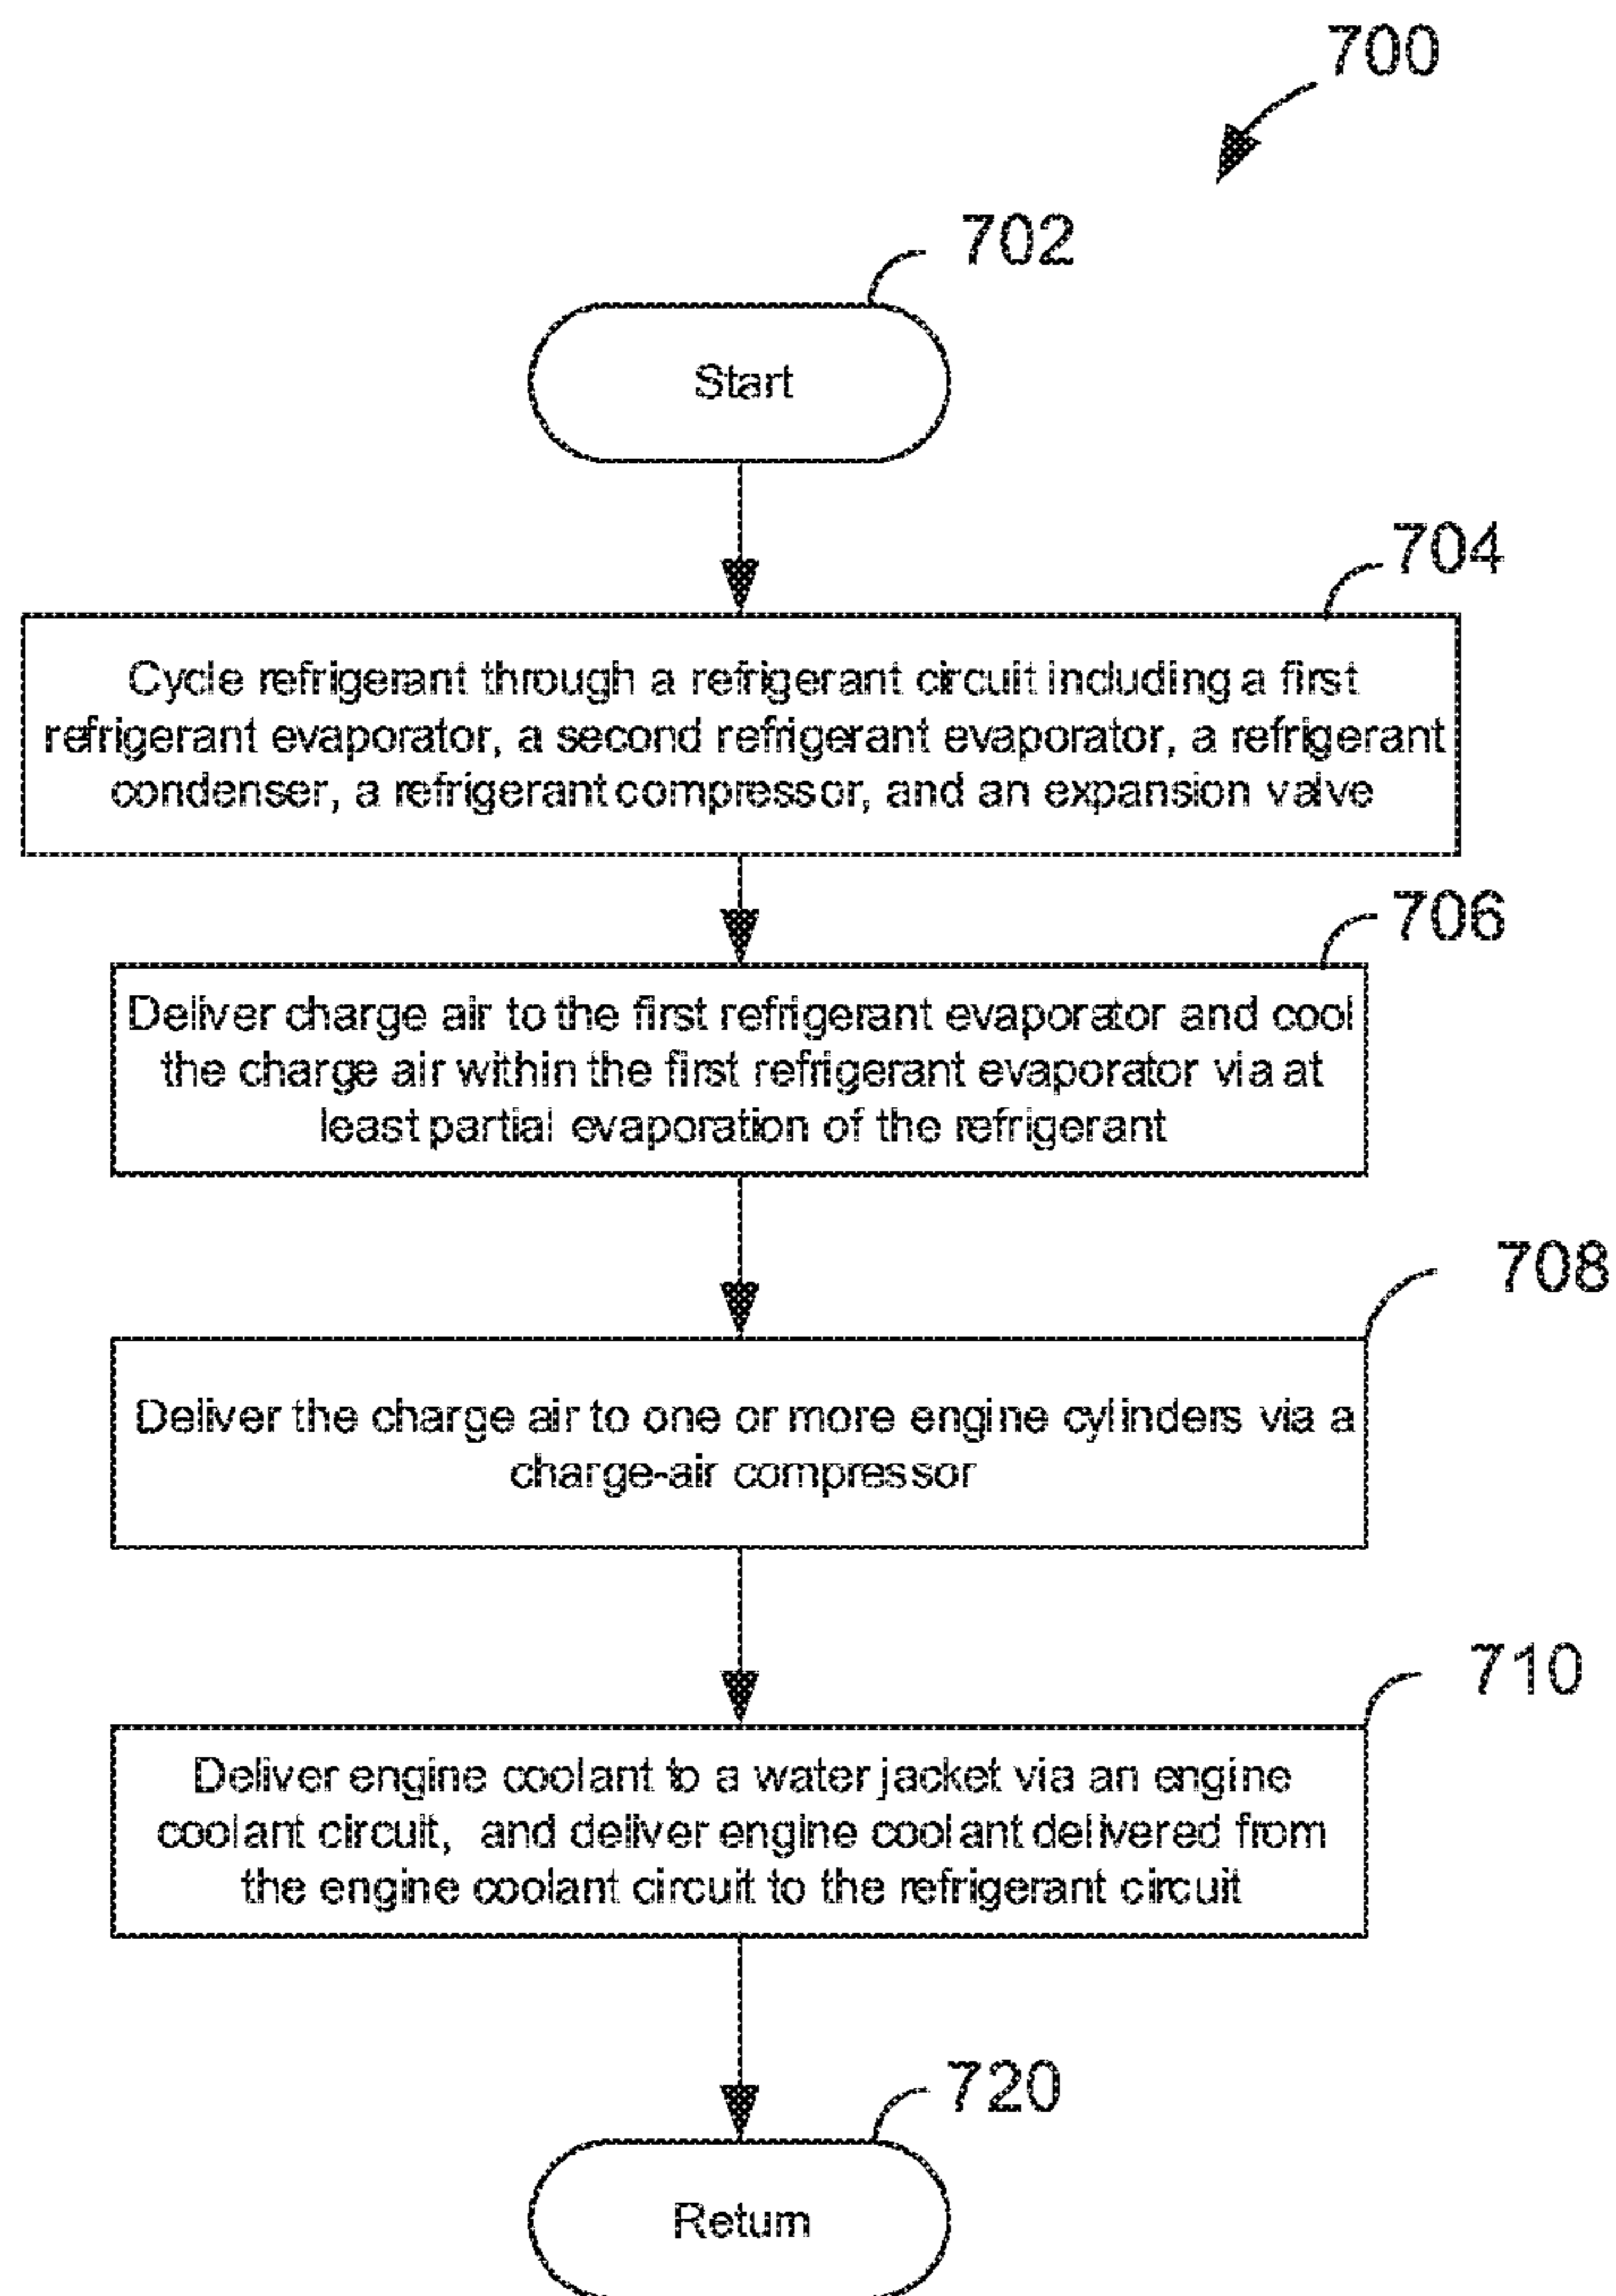 700
702
Start
704
Cycle refrigerant through a refrigerant circuit including a first
refrigerant evaporator, a second refrigerant evaporator, a refrigerant
condenser, a refrigerant compressor, and an expansion valve
706
Deliver charge air to the first refrigerant evaporator and cool
the charge air within the first refrigerant evaporator via at
least partial evaporation of the refrigerant
708
Deliver the charge air to one or more engine cylinders via a
charge-air compressor
710
Deliver engine coolant to a water jacket via an engine
coolant circuit, and deliver engine coolant delivered from
the engine coolant circuit to the refrigerant circuit
720
Return